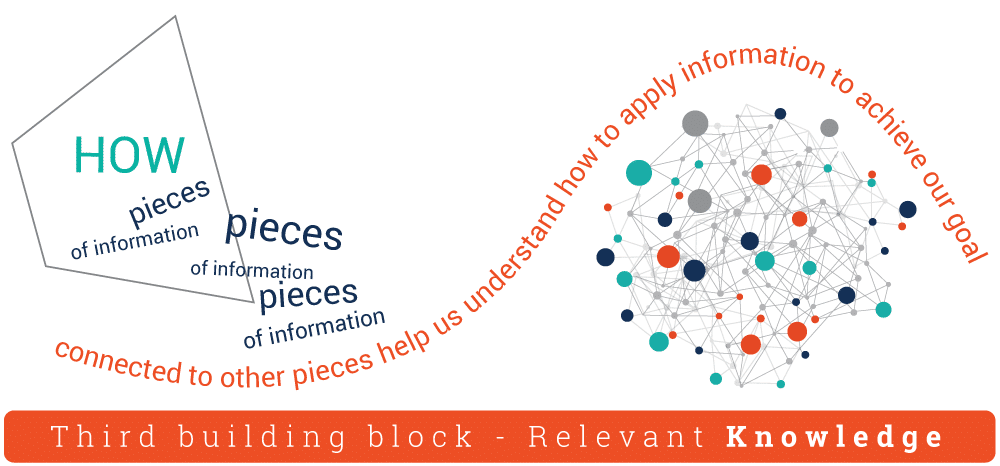 HOW
pieces
of information
pieces
of information
pieces
of information
connected to other pieces help us understand how to apply information to achieve our goal
Third building block - Relevant Knowledge